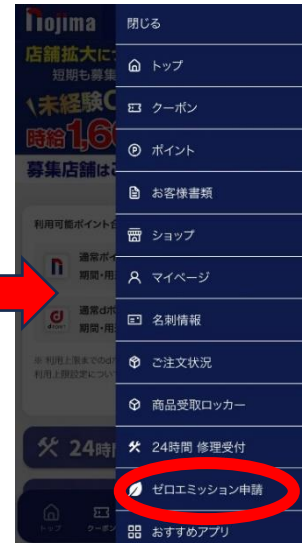 nojima
閉じる
店舗拡大に
短期も募集
\未経験
時給1,6
募集店舗は
トップ
クーポン
ポイント
お客様書類
ショップ
マイページ
名刺情報
ご注文状況
商品受取ロッカー
24時間 修理受付
ゼロエミッション申請
おすすめアプリ
利用可能ポイント
n
通常ポイ
期間・用
d
通常dポ
期間・用
※ 利用上限までのd
利用上限設定につい
24時
トップ
クーポン